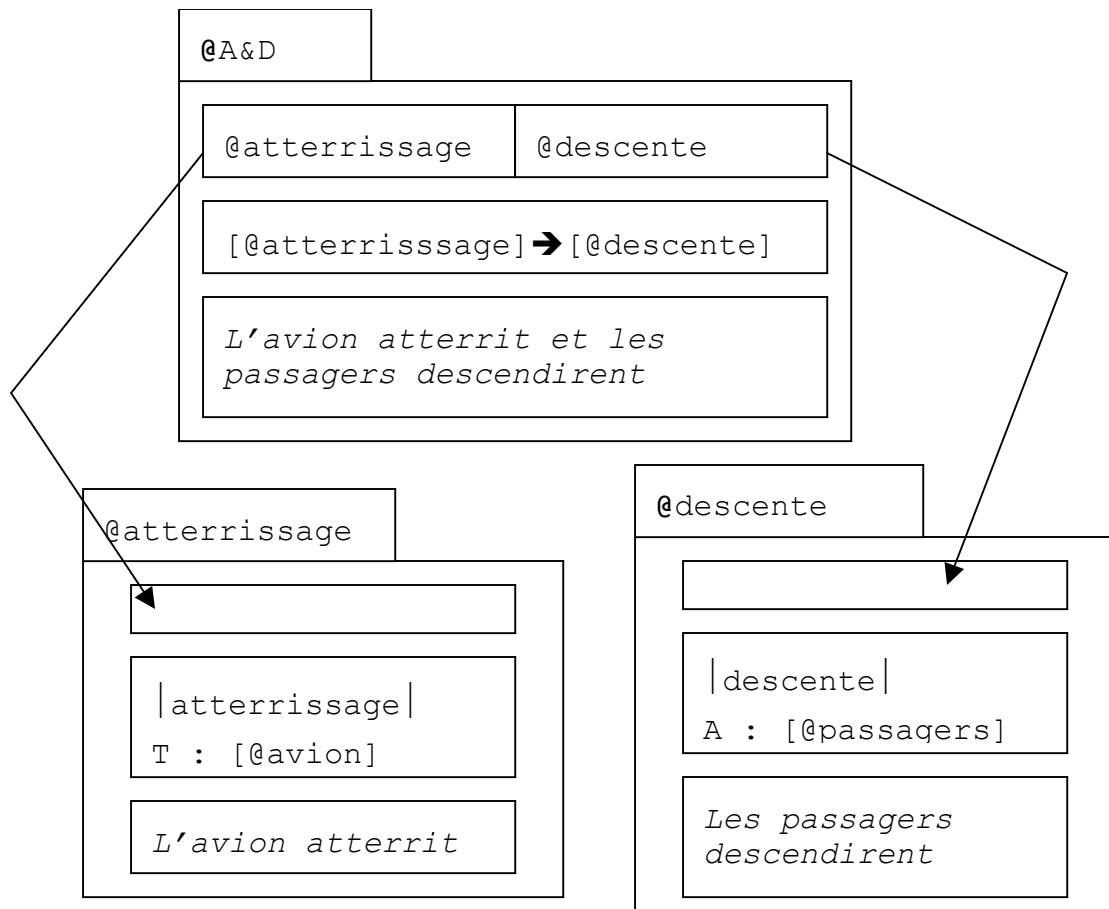 @A&D
@atterrissage @descente
[@atterrisssage]➔[@descente]
L'avion atterrit et les
passagers descendirent
@atterrissage
|atterrissage|
T : [@avion]
L'avion atterrit
@descente
|descente|
A : [@passagers]
Les passagers
descendirent